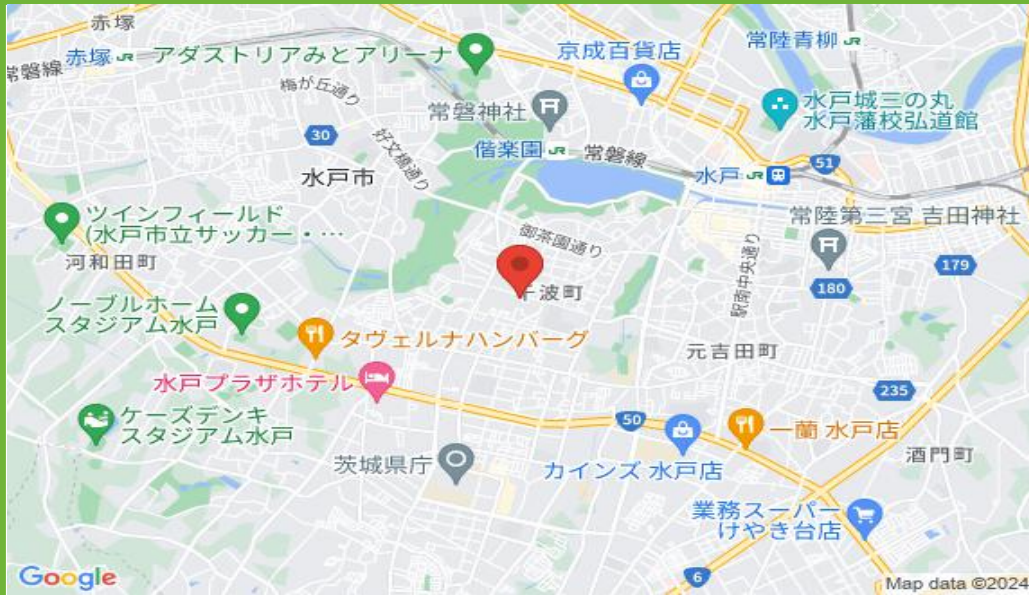 赤塚
赤塚 JR
常磐線
アダストリアみとアリーナ
京成百貨店
常陸青柳 JR
梅が丘通り
常磐神社
水戸城三の丸
水戸藩校弘道館
30
好文橋通り
偕楽園 JR
常磐線
51
水戸市
水戸 JR
ツインフィールド
(水戸市立サッカー・…
常陸第三宮 吉田神社
御茶園通り
河和田町
179
駅南中央通り
180
千波町
ノーブルホーム
スタジアム水戸
タヴェルナハンバーグ
元吉田町
水戸プラザホテル
235
ケーズデンキ
スタジアム水戸
50
一蘭 水戸店
茨城県庁
カインズ 水戸店
酒門町
業務スーパー
けやき台店
6
Google
Map data ©2024